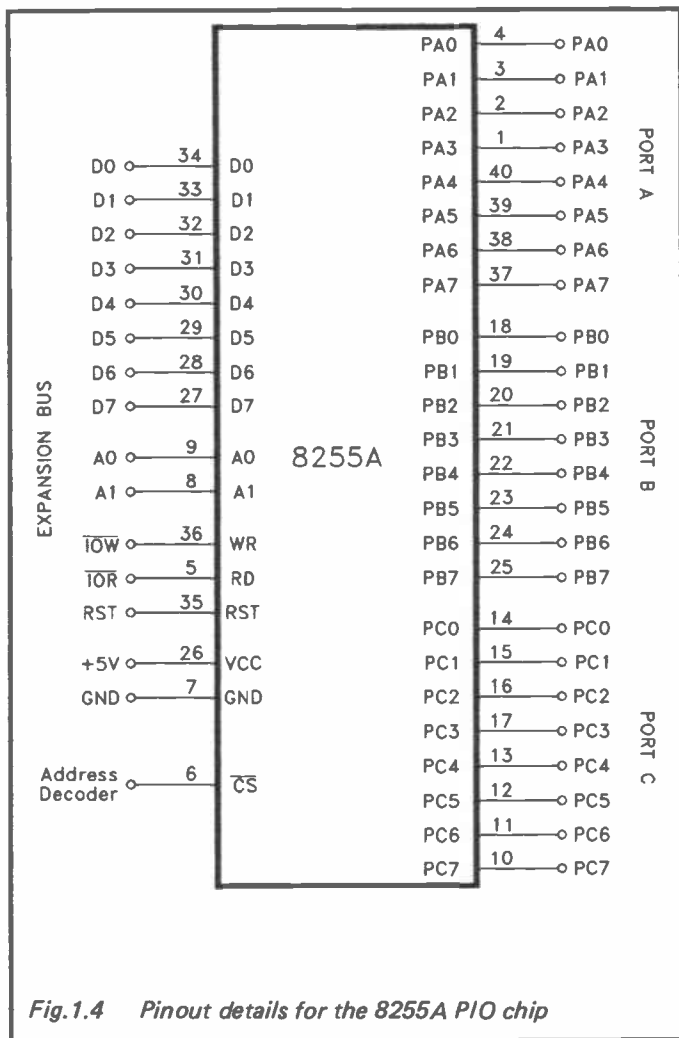 PA0 4 PA0
PA1 3 PA1
PA2 2 PA2
PA3 1 PA3
PA4 40 PA4
PA5 39 PA5
PA6 38 PA6
PA7 37 PA7
PORT A
D0 34 D0
D1 33 D1
D2 32 D2
D3 31 D3
D4 30 D4
D5 29 D5
D6 28 D6
D7 27 D7
EXPANSION BUS
A0 9 A0
A1 8 A1
IOW 36 WR
IOR 5 RD
RST 35 RST
+5V 26 VCC
GND 7 GND
Address
Decoder
6 CS
8255A
PB0 18 PB0
PB1 19 PB1
PB2 20 PB2
PB3 21 PB3
PB4 22 PB4
PB5 23 PB5
PB6 24 PB6
PB7 25 PB7
PORT B
PC0 14 PC0
PC1 15 PC1
PC2 16 PC2
PC3 17 PC3
PC4 13 PC4
PC5 12 PC5
PC6 11 PC6
PC7 10 PC7
PORT C
Fig.1.4 Pinout details for the 8255A PIO chip